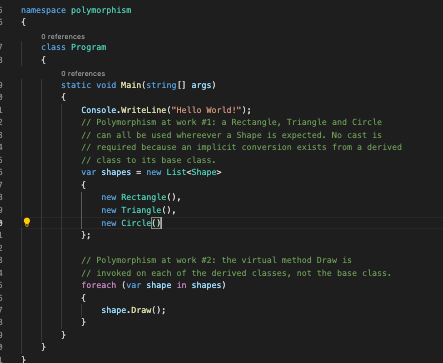 namespace polymorphism
{
0 references
class Program
{
0 references
static void Main(string[] args)
{
Console.WriteLine("Hello World!");
// Polymorphism at work #1: a Rectangle, Triangle and Circle
// can all be used whereever a Shape is expected. No cast is
// required because an implicit conversion exists from a derived
// class to its base class.
var shapes = new List<Shape>
{
new Rectangle(),
new Triangle(),
new Circle()
};
// Polymorphism at work #2: the virtual method Draw is
// invoked on each of the derived classes, not the base class.
foreach (var shape in shapes)
{
shape.Draw();
}
}
}
}